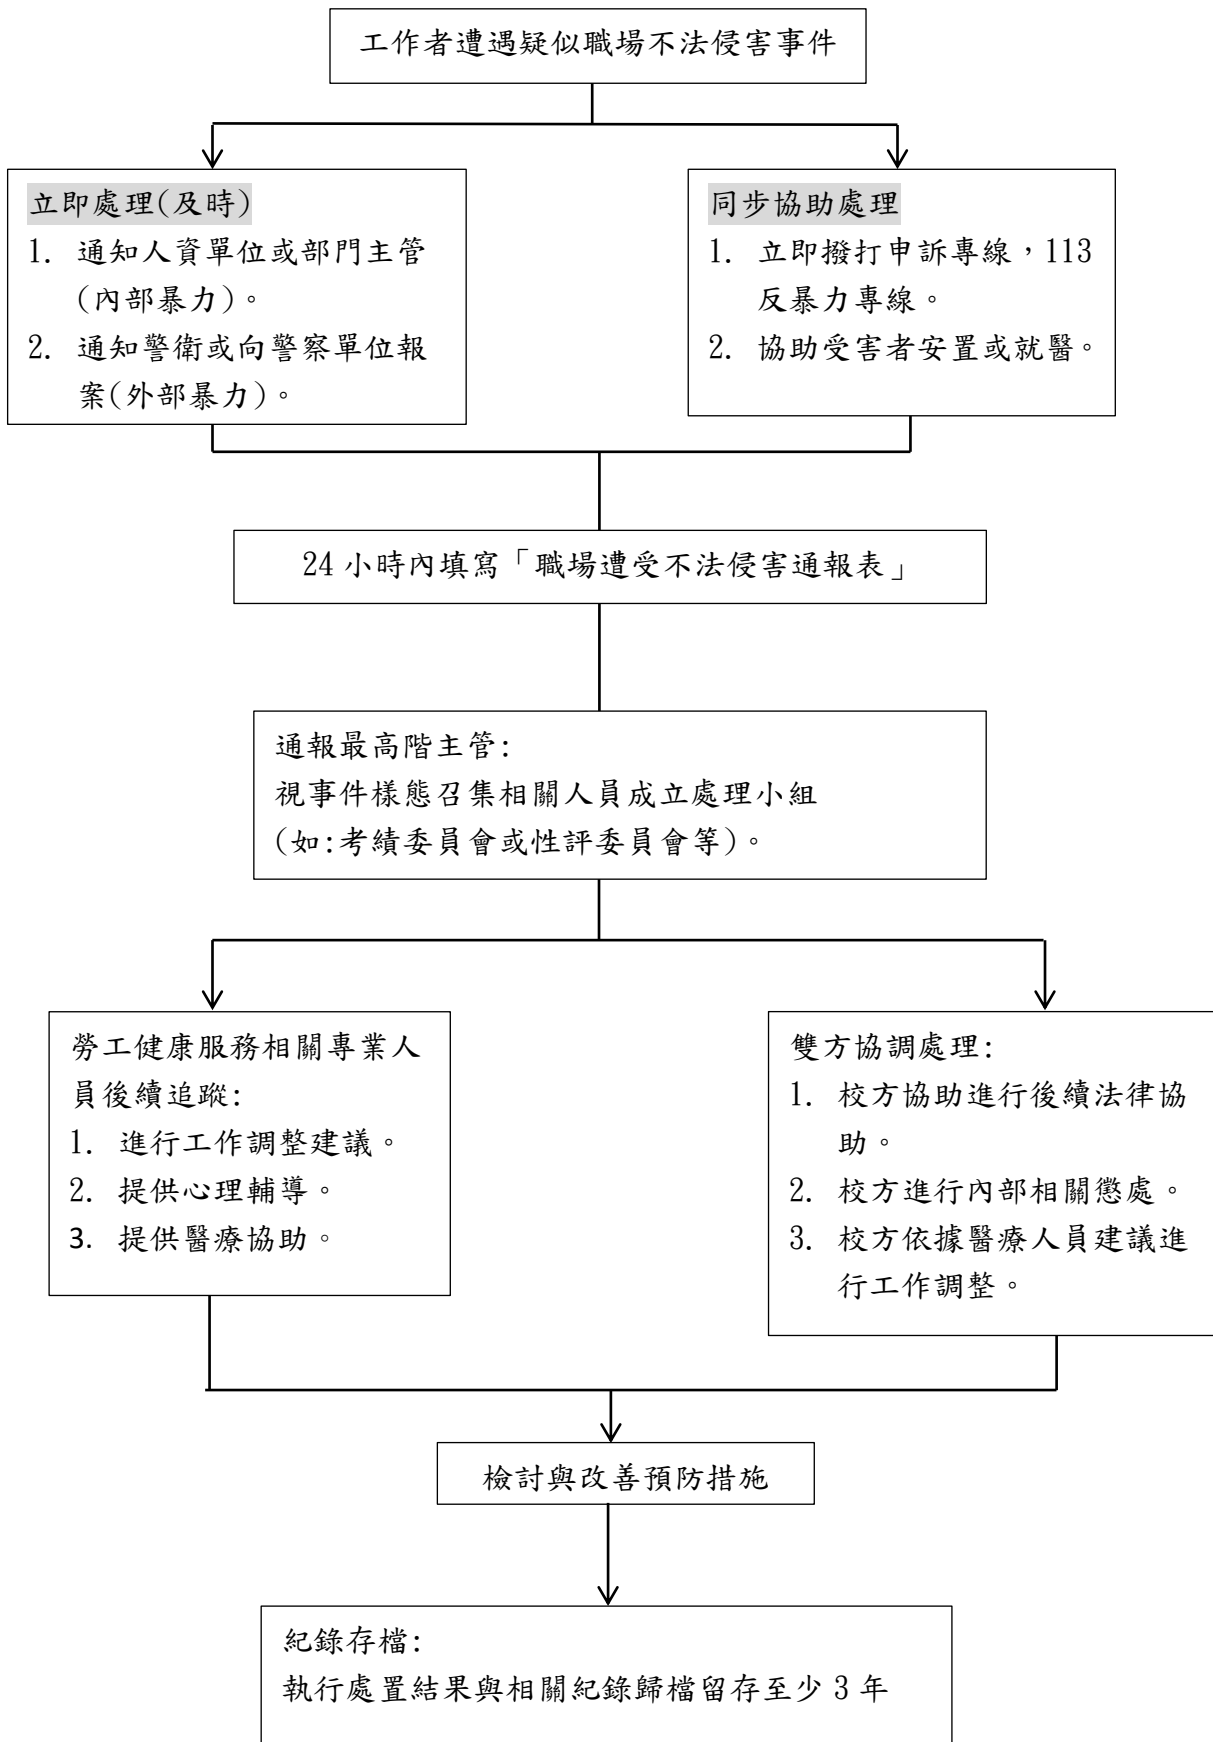 工作者遭遇疑似職場不法侵害事件
立即處理(及時)
1. 通知人資單位或部門主管
(內部暴力)。
2. 通知警衛或向警察單位報
案(外部暴力)。
同步協助處理
1. 立即撥打申訴專線，113
反暴力專線。
2. 協助受害者安置或就醫。
24 小時內填寫「職場遭受不法侵害通報表」
通報最高階主管:
視事件樣態召集相關人員成立處理小組
(如:考績委員會或性評委員會等)。
勞工健康服務相關專業人
員後續追蹤:
1. 進行工作調整建議。
2. 提供心理輔導。
3. 提供醫療協助。
雙方協調處理:
1. 校方協助進行後續法律協
助。
2. 校方進行內部相關懲處。
3. 校方依據醫療人員建議進
行工作調整。
檢討與改善預防措施
紀錄存檔:
執行處置結果與相關紀錄歸檔留存至少 3 年